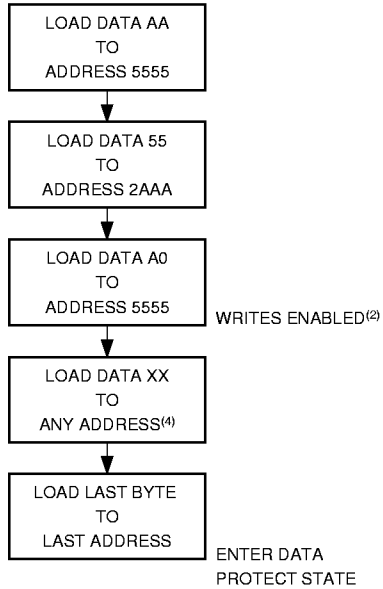 LOAD DATA AA
TO
ADDRESS 5555
LOAD DATA 55
TO
ADDRESS 2AAA
LOAD DATA A0
TO
ADDRESS 5555
WRITES ENABLED(2)
LOAD DATA XX
TO
ANY ADDRESS(4)
LOAD LAST BYTE
TO
LAST ADDRESS
ENTER DATA
PROTECT STATE